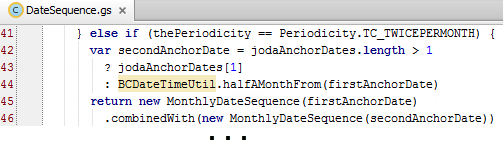 DateSequence.gs ×
41 } else if (thePeriodicity == Periodicity.TC_TWICEPERMONTH) {
42 var secondAnchorDate = jodaAnchorDates.length > 1
43 ? jodaAnchorDates[1]
44 : BCDateTimeUtil.halfAMonthFrom(firstAnchorDate)
45 return new MonthlyDateSequence(firstAnchorDate)
46 .combinedWith(new MonthlyDateSequence(secondAnchorDate))
...